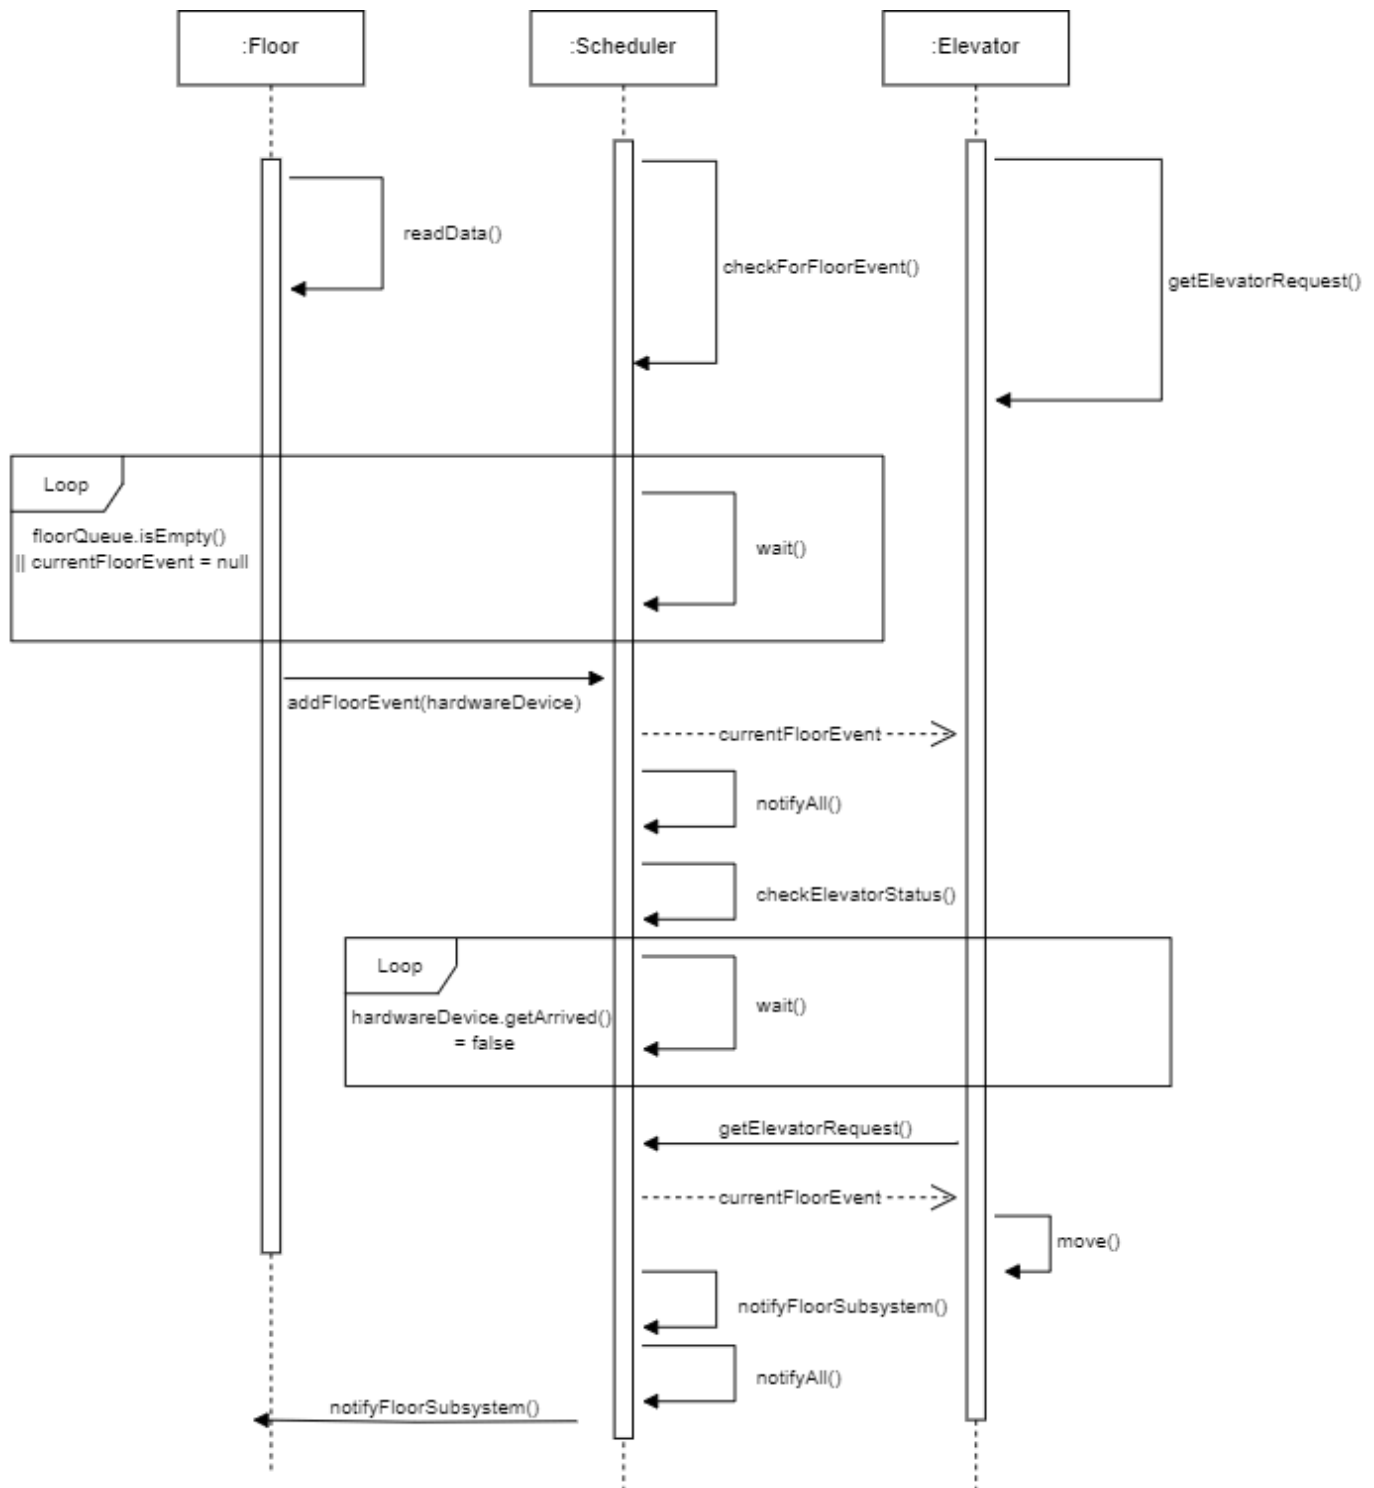 :Floor
:Scheduler
:Elevator
readData()
checkForFloorEvent()
getElevatorRequest()
Loop
floorQueue.isEmpty()
|| currentFloorEvent = null
wait()
addFloorEvent(hardwareDevice)
currentFloorEvent
notifyAll()
checkElevatorStatus()
Loop
hardwareDevice.getArrived()
= false
wait()
getElevatorRequest()
currentFloorEvent
move()
notifyFloorSubsystem()
notifyAll()
notifyFloorSubsystem()